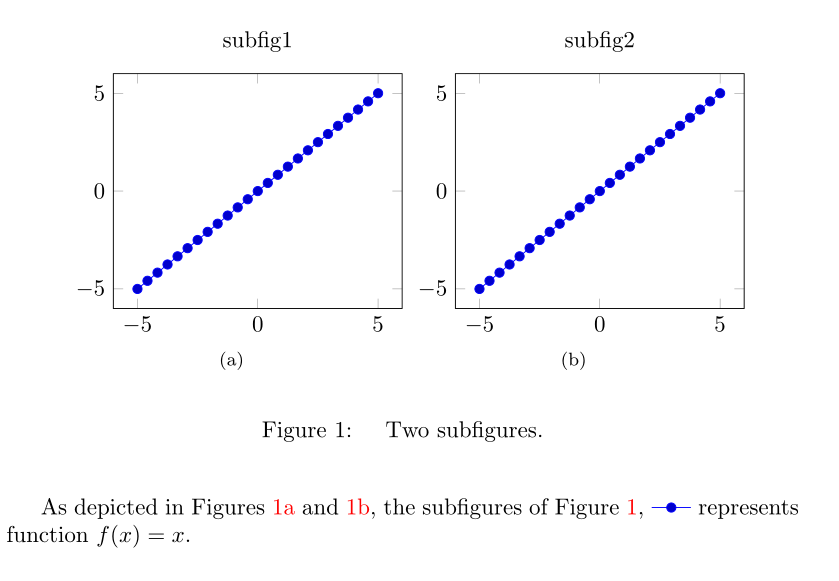 subfig1
subfig2
5
0
−5
−5 0 5
(a)
5
0
−5
−5 0 5
(b)
Figure 1: Two subfigures.
As depicted in Figures 1a and 1b, the subfigures of Figure 1, represents
function f(x) = x.